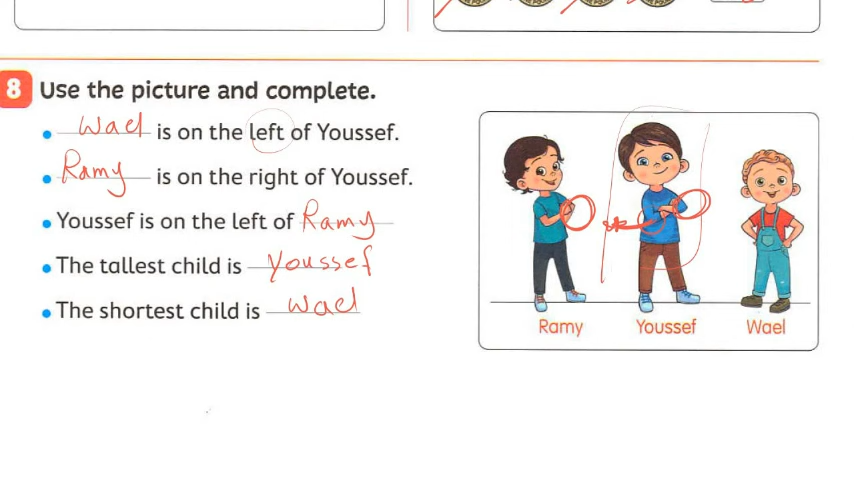 8 Use the picture and complete.
• Wael is on the left of Youssef.
• Ramy is on the right of Youssef.
• Youssef is on the left of Ramy
• The tallest child is Youssef
• The shortest child is Wael
Ramy Youssef Wael